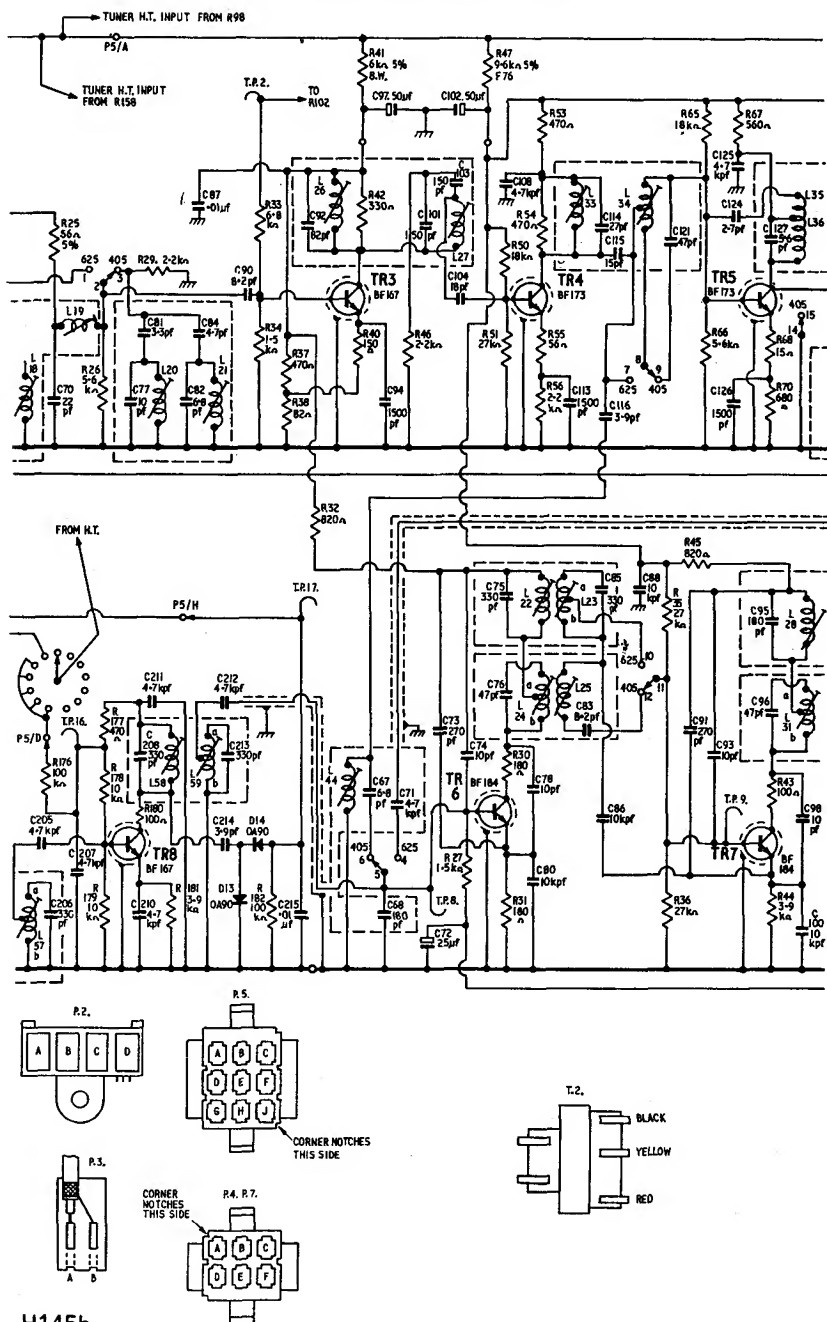 TUNER H.T. INPUT FROM R98
P5/A
TUNER H.T. INPUT
FROM R158
T.P.2.
TO
R102
R41
6kΩ 5%
8.W.
R47
9·6kΩ 5%
F76
C97.50μf
C102.50μf
R53
470Ω
R65
18kΩ
R67
560Ω
C125
4·7
kpf
C87
·01μf
R33
6·8
kΩ
L
26
R42
330Ω
C92
82pf
C
103
150
pf
C
101
150
pf
L27
C108
4·7kpf
R54
470Ω
L
33
C114
27pf
C115
15pf
L
34
C121
47pf
C124
2·7pf
C127
5·6
pf
L35
L36
R25
56Ω
5%
625
1
405
3
2
R29. 2·2kΩ
C90
8·2pf
TR3
BF167
C104
18pf
R50
18kΩ
TR4
BF173
TR5
BF173
405
15
14
L19
L
18
C70
22
pf
R26
5·6
kΩ
C81
3·3pf
C84
4·7pf
C77
10
pf
L20
C82
6·8
pf
L
21
R34
1·5
kΩ
R37
470Ω
R38
82Ω
R40
150
Ω
C94
1500
pf
R46
2·2kΩ
R51
27kΩ
R55
56Ω
R56
2·2
kΩ
C113
1500
pf
7
625
8
9
405
C116
3·9pf
R66
5·6kΩ
C126
1500
pf
R68
15Ω
R70
680
Ω
R32
820Ω
FROM H.T.
P5/H
T.P.17.
T.P.16.
P5/D
R176
100
kΩ
R
177
470
Ω
R
178
10
kΩ
C211
4·7kpf
C212
4·7kpf
C
208
330
pf
L58
L
59
a
b
C213
330pf
R180
100Ω
C205
4·7kpf
C
207
4·7kpf
TR8
BF167
C214
3·9pf
D14
OA90
D13
OA90
R
179
10
kΩ
C
210
4·7
kpf
R
181
3·9
kΩ
R
182
100
kΩ
C215
·01
μf
a
L
57
b
C206
330
pf
L
44
C67
6·8
pf
C71
4·7
kpf
405
6
625
4
5
C68
180
pf
C73
270
pf
C74
10pf
C75
330
pf
L
22
a
L23
b
C85
330
pf
C76
47pf
a
L
24
b
L25
C83
8·2pf
625
10
405
12
11
C88
10
kpf
R
35
27
kΩ
R45
820Ω
TR
6
BF184
R30
180
Ω
C78
10pf
C86
10kpf
C80
10kpf
R 27
1·5kΩ
T.P.8.
C72
25μf
R31
180
Ω
C91
270
pf
C93
10pf
T.P.9.
R36
27kΩ
C95
180
pf
L
28
C96
47pf
a
L
31
b
R43
100Ω
C98
10
pf
TR7
BF
184
R44
3·9
kΩ
C
100
10
kpf
P.2.
A B C D
P.5.
A B C
D E F
G H J
CORNER NOTCHES
THIS SIDE
P.3.
A B
CORNER
NOTCHES
THIS SIDE
P.4. P.7.
A B C
D E F
T.2.
BLACK
YELLOW
RED